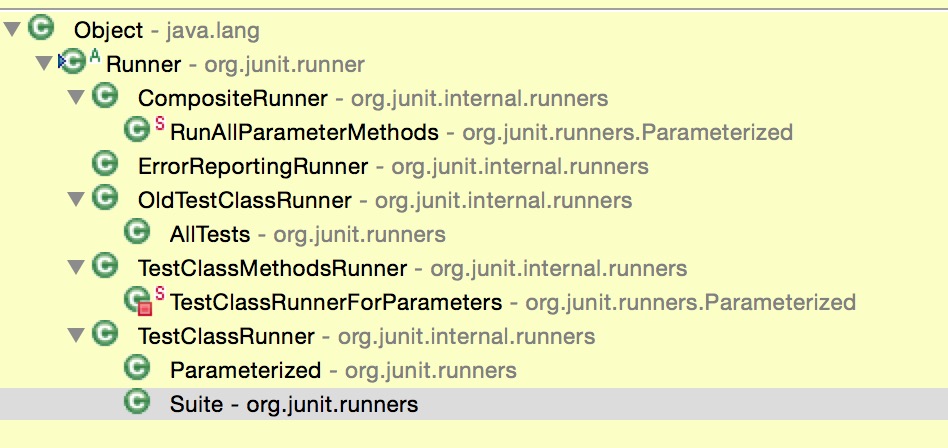 Object - java.lang
A Runner - org.junit.runner
CompositeRunner - org.junit.internal.runners
S RunAllParameterMethods - org.junit.runners.Parameterized
ErrorReportingRunner - org.junit.internal.runners
OldTestClassRunner - org.junit.internal.runners
AllTests - org.junit.runners
TestClassMethodsRunner - org.junit.internal.runners
S TestClassRunnerForParameters - org.junit.runners.Parameterized
TestClassRunner - org.junit.internal.runners
Parameterized - org.junit.runners
Suite - org.junit.runners